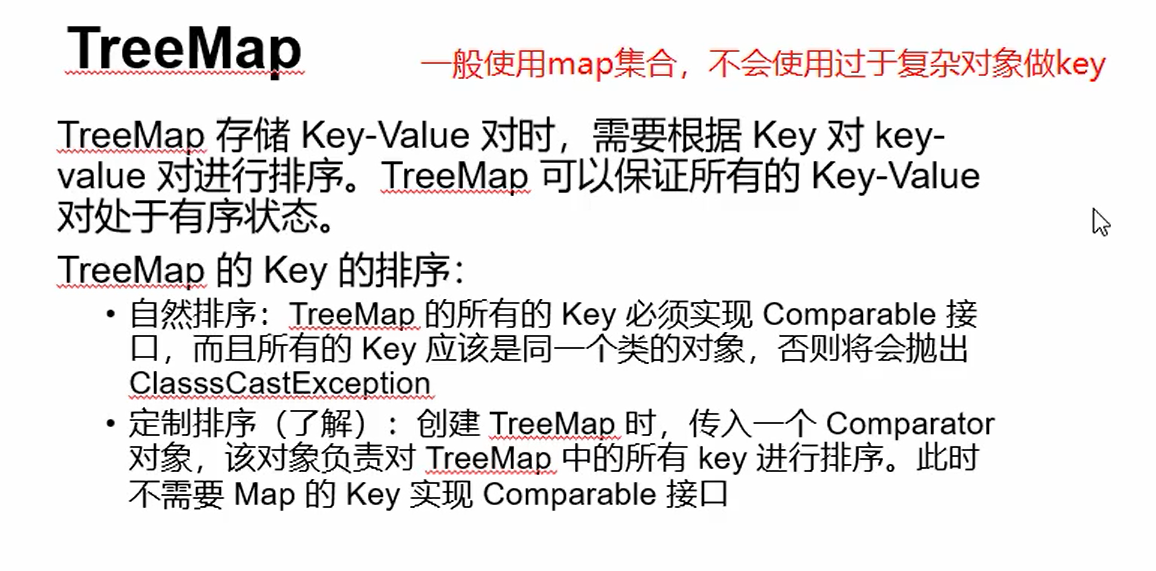 TreeMap
一般使用map集合，不会使用过于复杂对象做key
TreeMap 存储 Key-Value 对时，需要根据 Key 对 key-
value 对进行排序。TreeMap 可以保证所有的 Key-Value
对处于有序状态。
TreeMap 的 Key 的排序：
• 自然排序：TreeMap 的所有的 Key 必须实现 Comparable 接
口，而且所有的 Key 应该是同一个类的对象，否则将会抛出
ClasssCastException
• 定制排序（了解）：创建 TreeMap 时，传入一个 Comparator
对象，该对象负责对 TreeMap 中的所有 key 进行排序。此时
不需要 Map 的 Key 实现 Comparable 接口